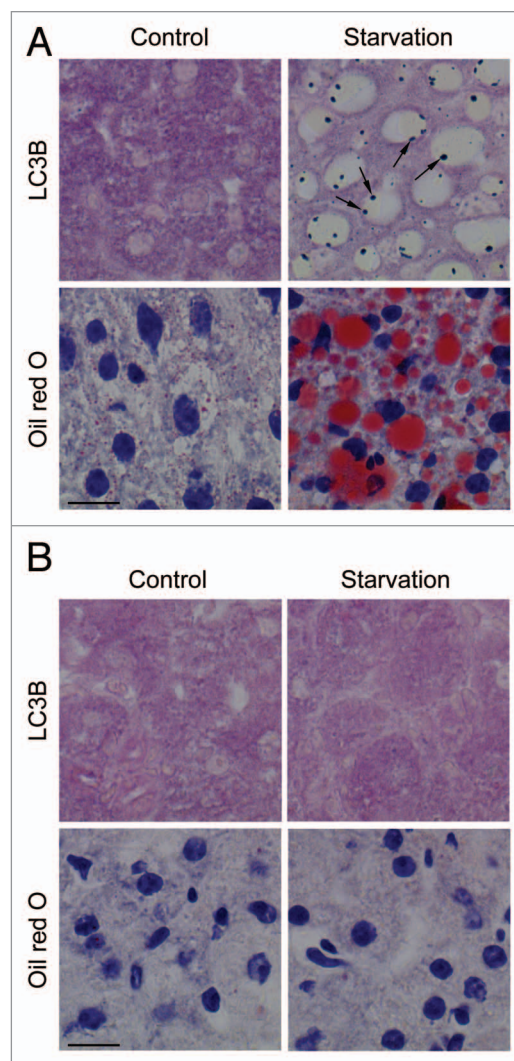 A
Control Starvation
LC3B
Oil red O
B
Control Starvation
LC3B
Oil red O